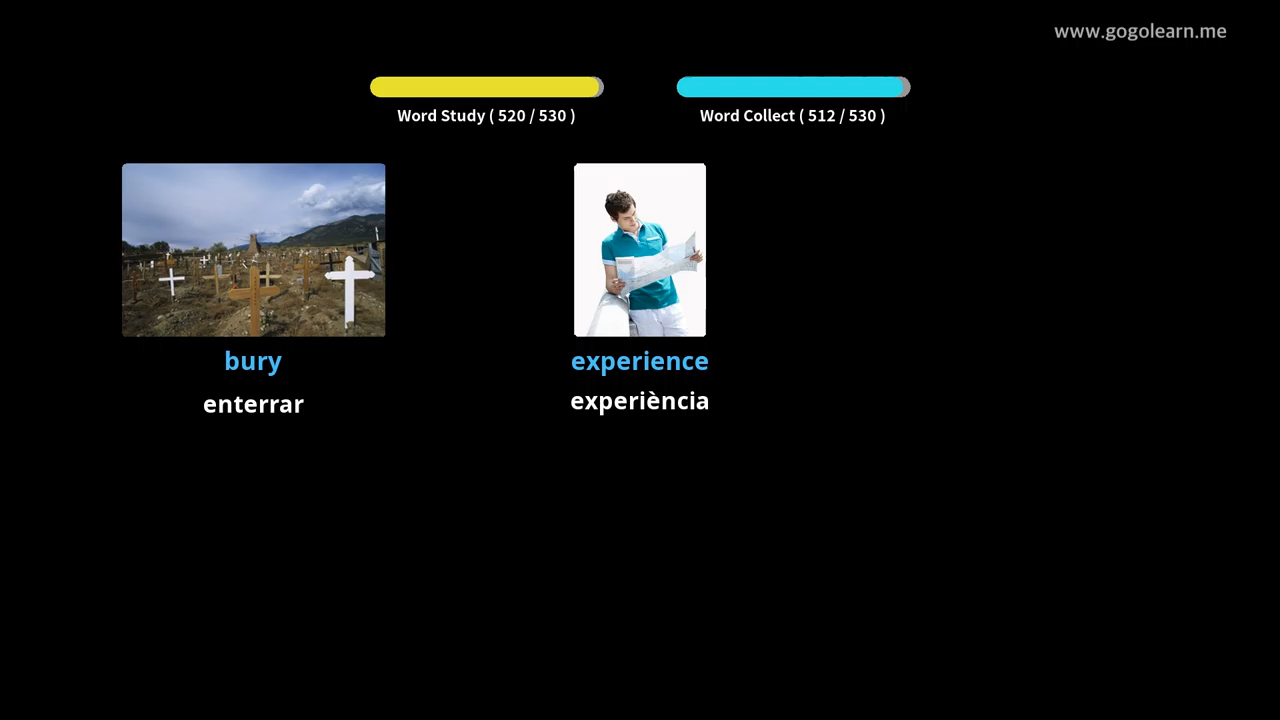 www.gogolearn.me
Word Study ( 520 / 530 )
Word Collect ( 512 / 530 )
bury
enterrar
experience
experiència